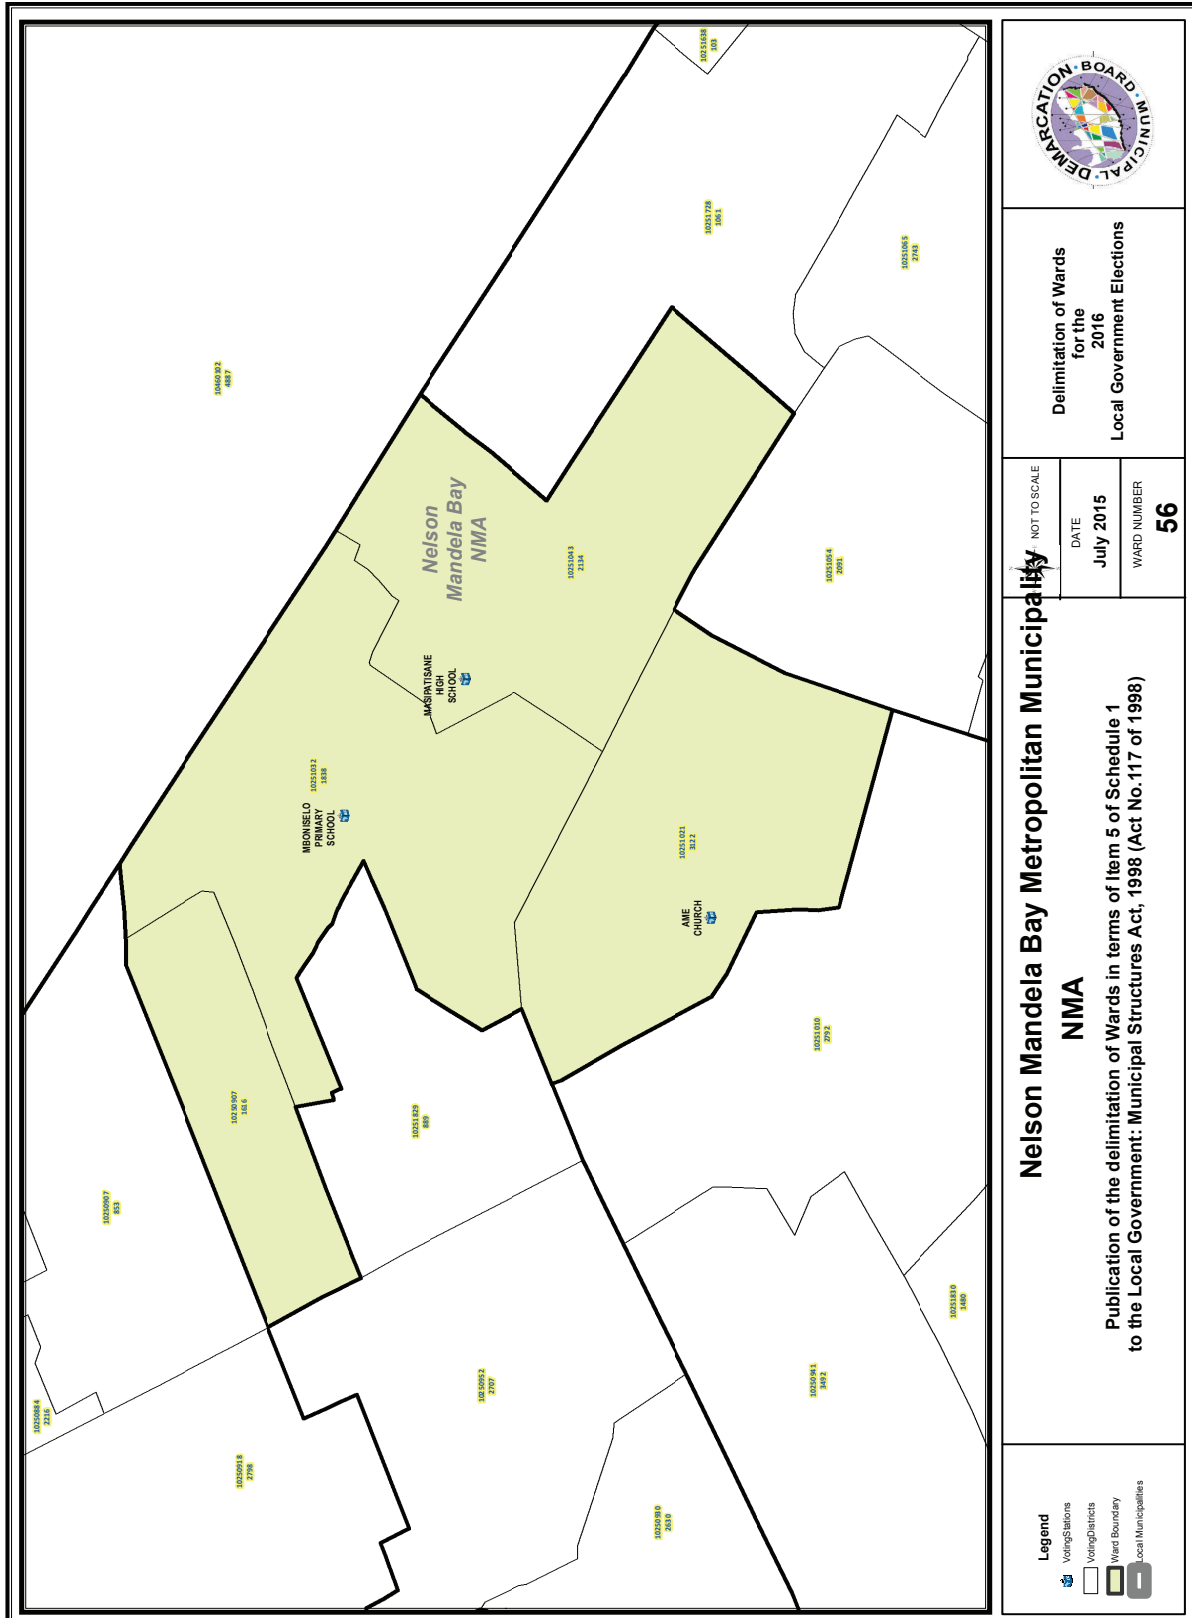 10251638
103
10251728
1061
10251065
2743
10460302
4887
Nelson
Mandela Bay
NMA
10251043
2134
10251054
2091
MASIPATISANE
HIGH
SCHOOL
10251032
1838
MBONISELO
PRIMARY
SCHOOL
10251021
3122
AME
CHURCH
10251010
2792
10250907
1616
10251829
889
10250907
853
10251830
1480
10250941
3492
10250952
2707
10250884
2216
10250918
2798
10250930
2630
MUNICIPAL • DEMARCATION • BOARD •
Delimitation of Wards
for the
2016
Local Government Elections
NOT TO SCALE
DATE
July 2015
WARD NUMBER
56
Nelson Mandela Bay Metropolitan Municipality
NMA
Publication of the delimitation of Wards in terms of Item 5 of Schedule 1
to the Local Government: Municipal Structures Act, 1998 (Act No.117 of 1998)
Legend
VotingStations
VotingDistricts
Ward Boundary
Local Municipalities